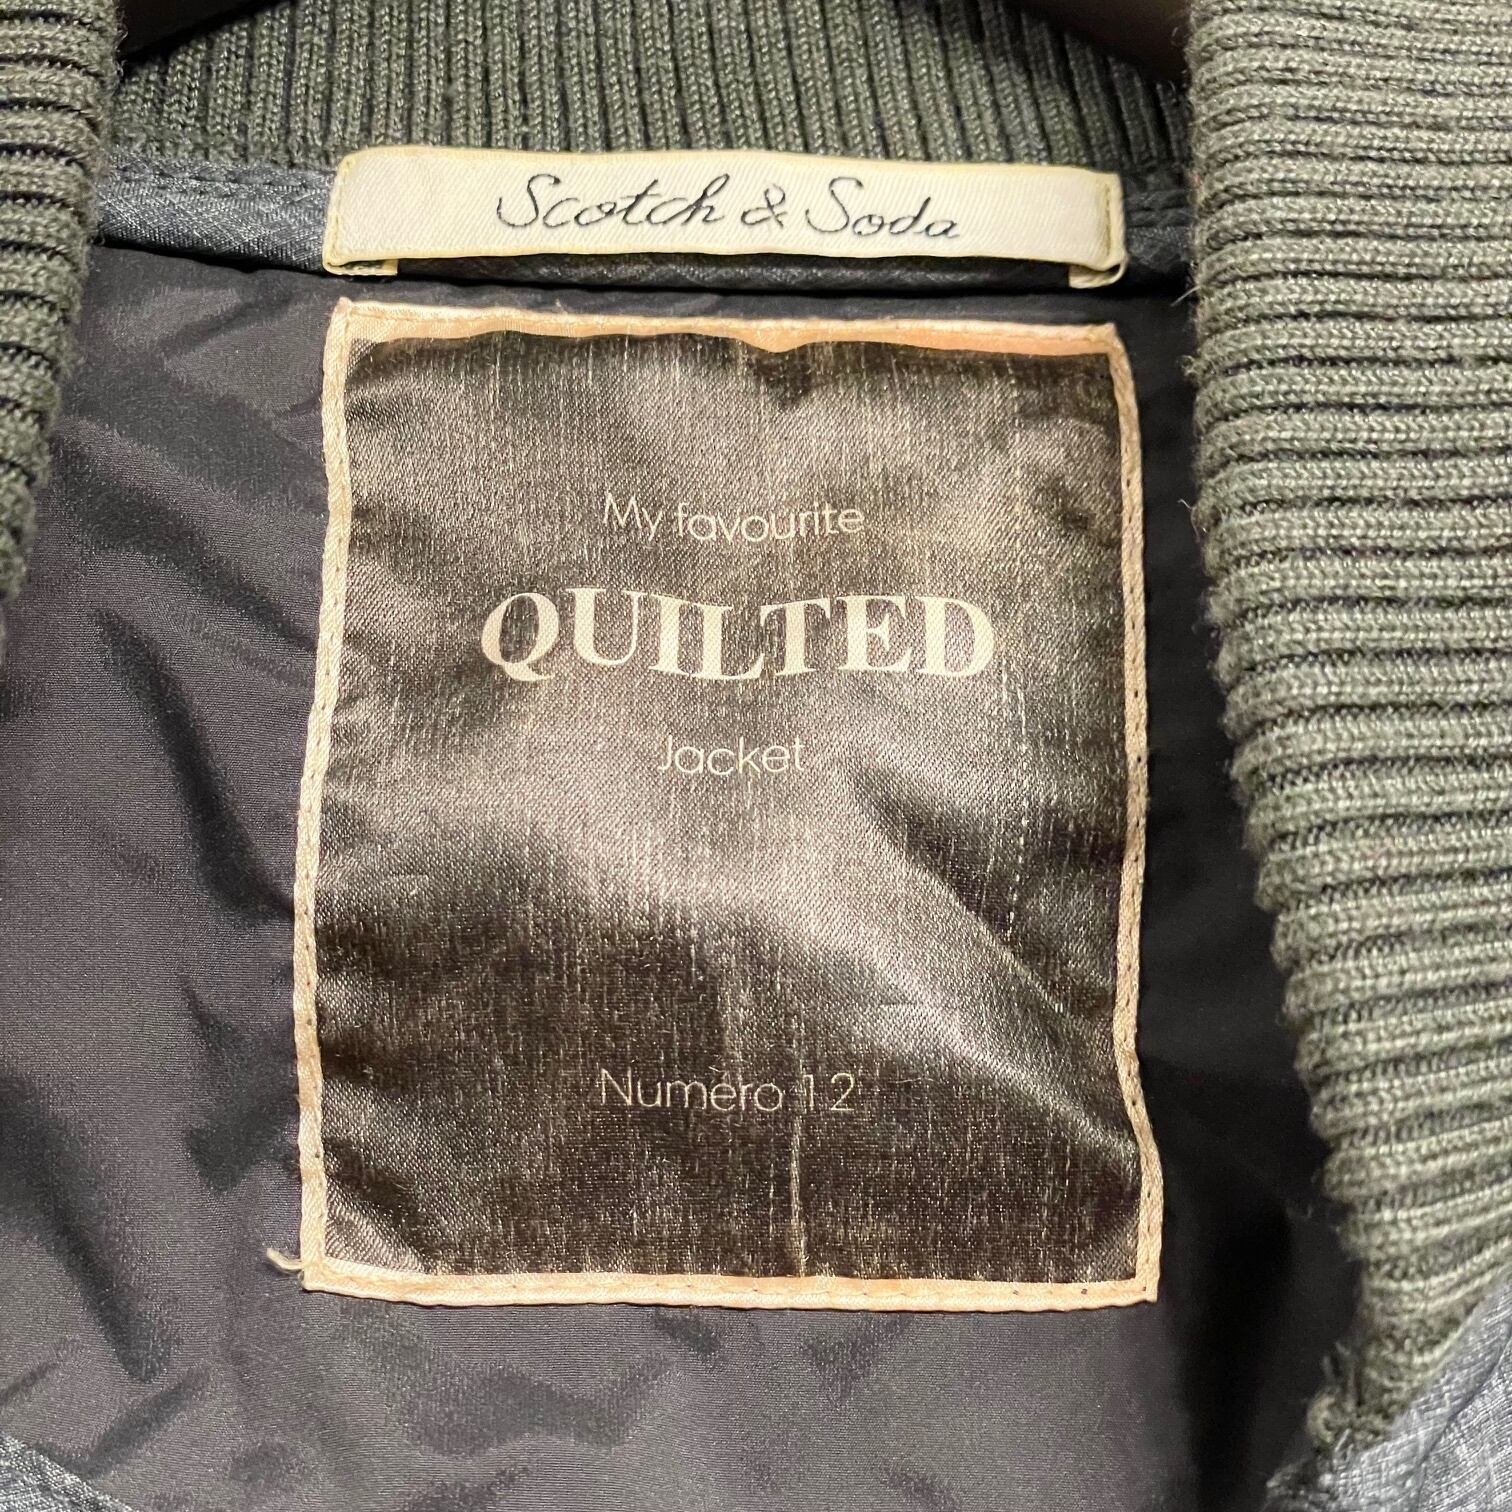 Scotch & Soda
My favourite
QUILTED
Jacket
Numéro 12